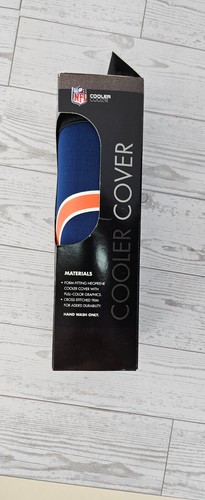 NFL
COOLER
COOLER COVER
MATERIALS
• FORM-FITTING NEOPRENE
COOLER COVER WITH
FULL-COLOR GRAPHICS
• CROSS STITCHED TRIM
FOR ADDED DURABILITY
HAND WASH ONLY.